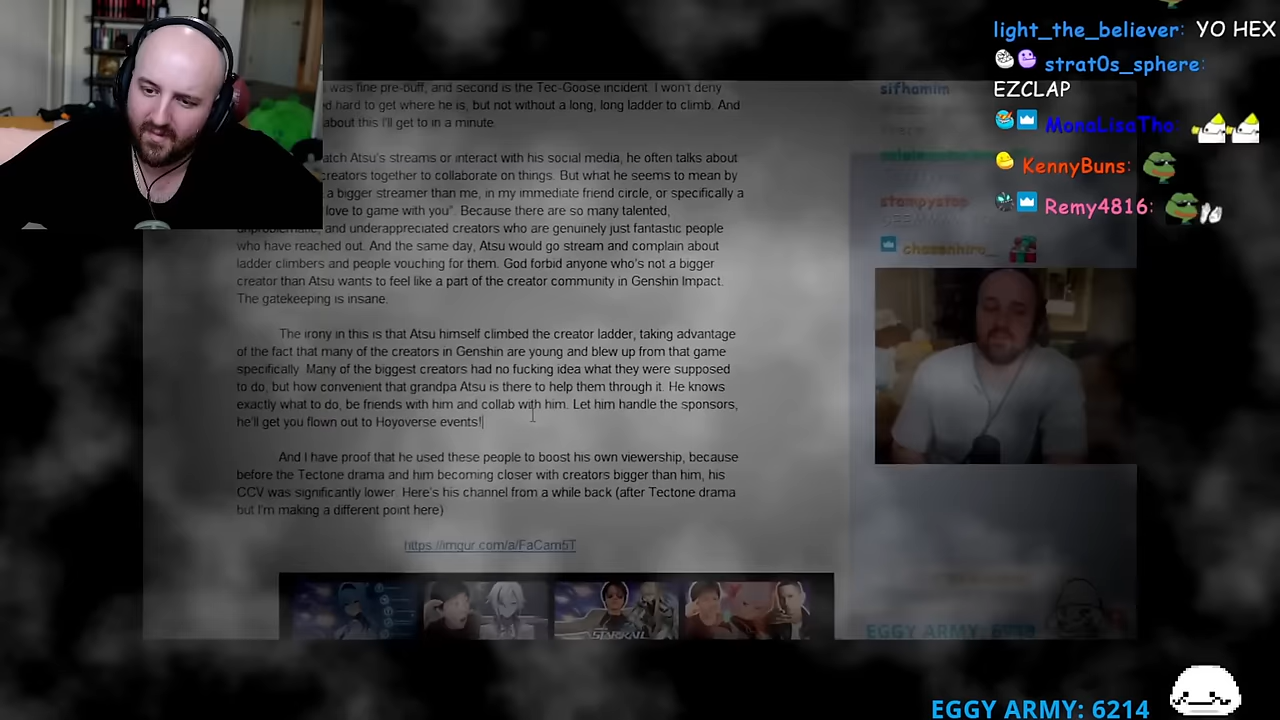 was fine pre-buff, and second is the Tec-Goose incident. I won't deny
hard to get where he is, but not without a long, long ladder to climb. And
about this I'll get to in a minute.
Atsu's streams or interact with his social media, he often talks about
creators together to collaborate on things. But what he seems to mean by
a bigger streamer than me, in my immediate friend circle, or specifically a
love to game with you". Because there are so many talented,
unproblematic, and underappreciated creators who are genuinely just fantastic people
who have reached out. And the same day, Atsu would go stream and complain about
ladder climbers and people vouching for them. God forbid anyone who's not a bigger
creator than Atsu wants to feel like a part of the creator community in Genshin Impact.
The gatekeeping is insane.
The irony in this is that Atsu himself climbed the creator ladder, taking advantage
of the fact that many of the creators in Genshin are young and blew up from that game
specifically. Many of the biggest creators had no fucking idea what they were supposed
to do, but how convenient that grandpa Atsu is there to help them through it. He knows
exactly what to do, be friends with him and collab with him. Let him handle the sponsors,
he'll get you flown out to Hoyoverse events!
And I have proof that he used these people to boost his own viewership, because
before the Tectone drama and him becoming closer with creators bigger than him, his
CCV was significantly lower. Here's his channel from a while back (after Tectone drama
but I'm making a different point here)
https://imgur.com/a/FaCam5T
STARRAIL
sifhamim
stampystop
EGGY ARMY:
light_the_believer: YO HEX
strat0s_sphere:
EZCLAP
MonaLisaTho
KennyBuns:
Remy4816:
EGGY ARMY: 6214